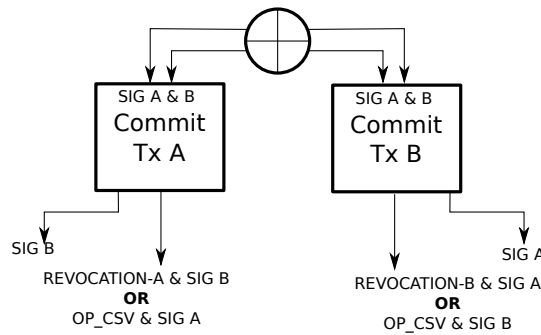 SIG A & B
Commit
Tx A
SIG A & B
Commit
Tx B
SIG B
REVOCATION-A & SIG B
OR
OP_CSV & SIG A
SIG A
REVOCATION-B & SIG A
OR
OP_CSV & SIG B